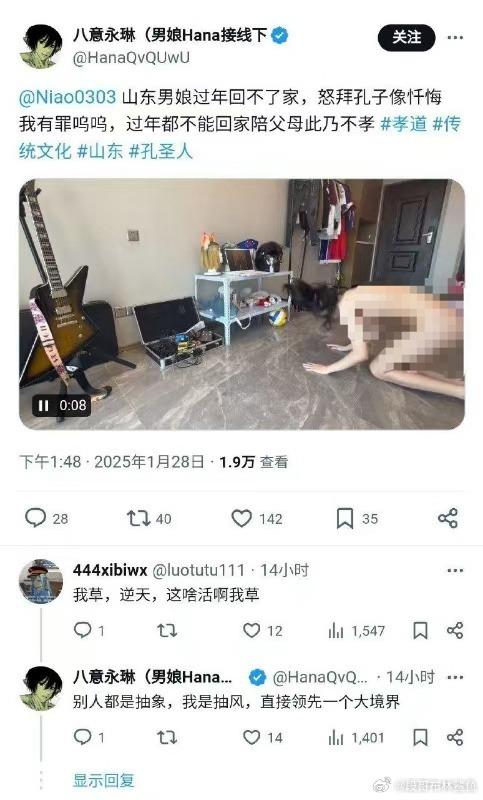 八意永琳（男娘Hana接线下
关注
@HanaQvQUwU
@Niao0303 山东男娘过年回不了家，怒拜孔子像忏悔
我有罪呜呜，过年都不能回家陪父母此乃不孝 #孝道 #传
统文化 #山东 #孔圣人
0:08
下午1:48 · 2025年1月28日 · 1.9万 查看
28 40 142 35
444xibiwx @luotutu111 · 14小时
我草，逆天，这啥活啊我草
1 12 1,547
八意永琳（男娘Hana... @HanaQvQ... · 14小时
别人都是抽象，我是抽风，直接领先一个大境界
1 14 1,401
显示回复